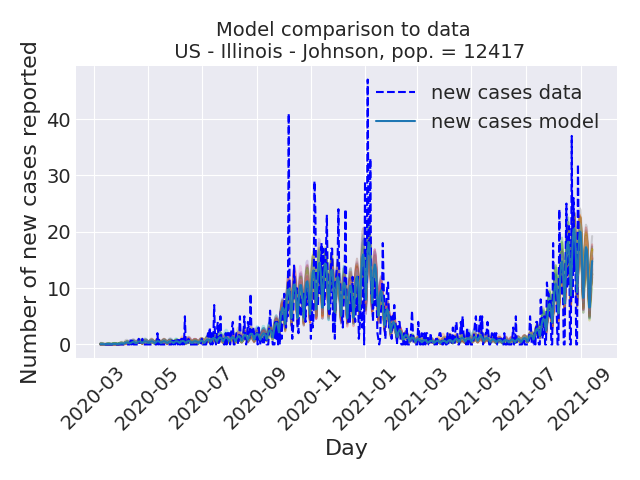 Model comparison to data
US - Illinois - Johnson, pop. = 12417
Number of new cases reported
40
30
20
10
0
new cases data
new cases model
2020-03
2020-05
2020-07
2020-09
2020-11
2021-01
2021-03
2021-05
2021-07
2021-09
Day